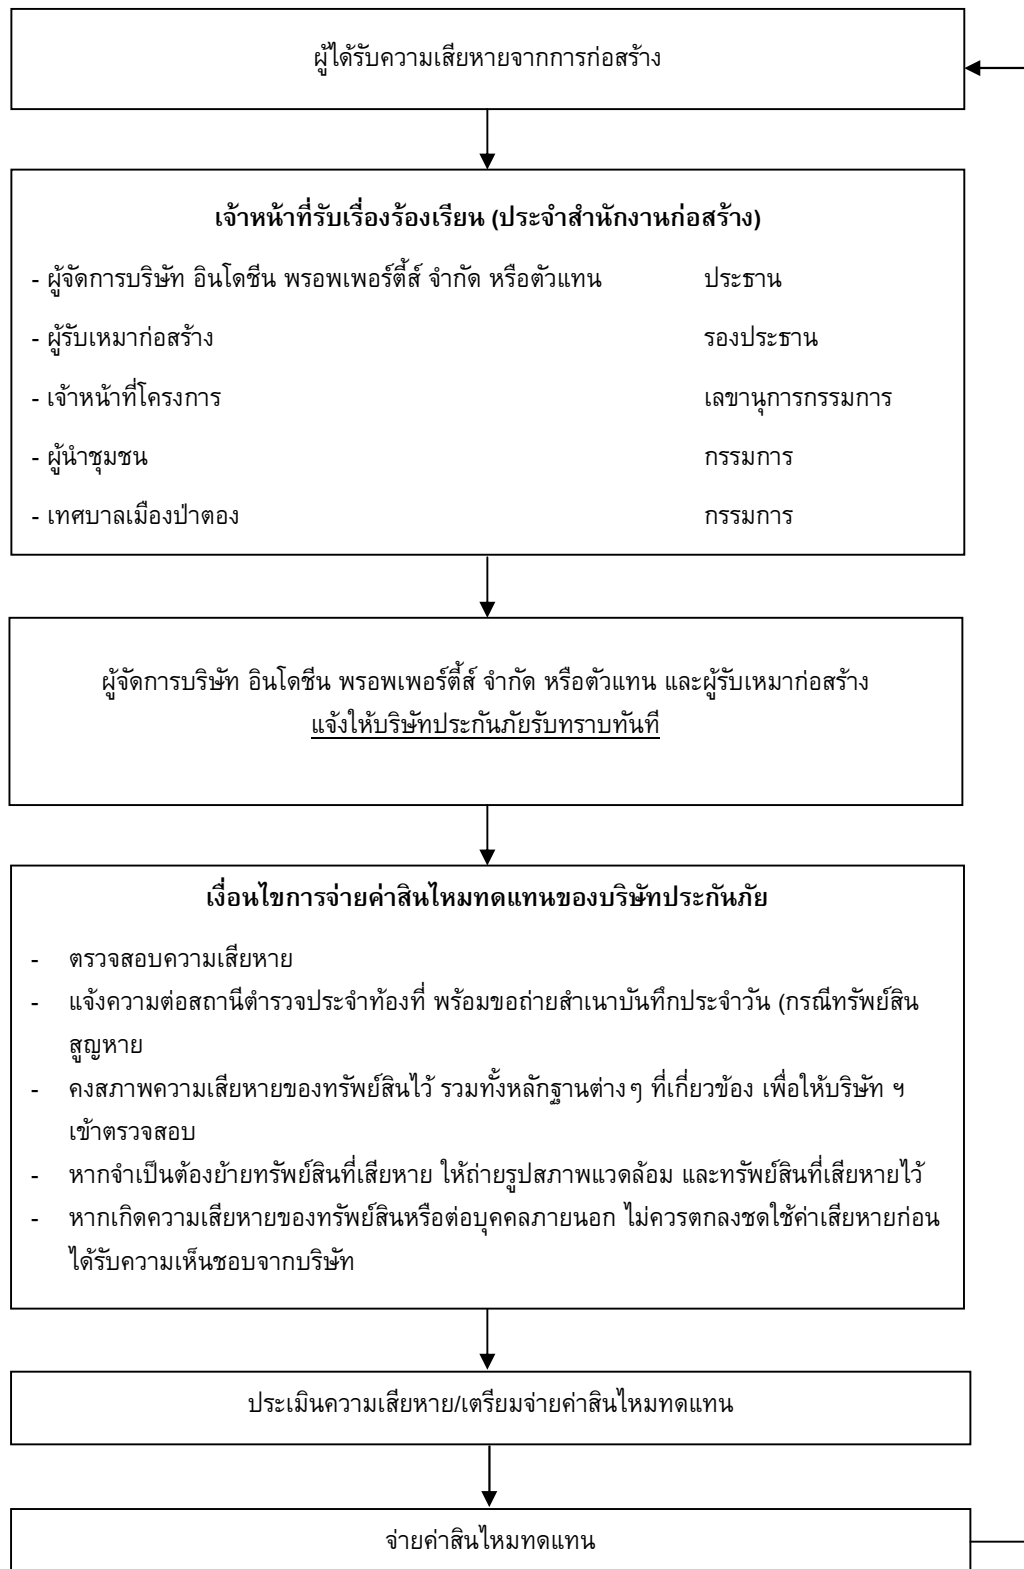 ผู้ได้รับความเสียหายจากการก่อสร้าง
เจ้าหน้าที่รับเรื่องร้องเรียน (ประจำสำนักงานก่อสร้าง)
- ผู้จัดการบริษัท อินโดชีน พรอพเพอร์ตี้ส์ จำกัด หรือตัวแทน ประธาน
- ผู้รับเหมาก่อสร้าง รองประธาน
- เจ้าหน้าที่โครงการ เลขานุการกรรมการ
- ผู้นำชุมชน กรรมการ
- เทศบาลเมืองป่าตอง กรรมการ
ผู้จัดการบริษัท อินโดชีน พรอพเพอร์ตี้ส์ จำกัด หรือตัวแทน และผู้รับเหมาก่อสร้าง
แจ้งให้บริษัทประกันภัยรับทราบทันที
เงื่อนไขการจ่ายค่าสินไหมทดแทนของบริษัทประกันภัย
- ตรวจสอบความเสียหาย
- แจ้งความต่อสถานีตำรวจประจำท้องที่ พร้อมขอถ่ายสำเนาบันทึกประจำวัน (กรณีทรัพย์สิน
สูญหาย
- คงสภาพความเสียหายของทรัพย์สินไว้ รวมทั้งหลักฐานต่างๆ ที่เกี่ยวข้อง เพื่อให้บริษัท ฯ
เข้าตรวจสอบ
- หากจำเป็นต้องย้ายทรัพย์สินที่เสียหาย ให้ถ่ายรูปสภาพแวดล้อม และทรัพย์สินที่เสียหายไว้
- หากเกิดความเสียหายของทรัพย์สินหรือต่อบุคคลภายนอก ไม่ควรตกลงชดใช้ค่าเสียหายก่อน
ได้รับความเห็นชอบจากบริษัท
ประเมินความเสียหาย/เตรียมจ่ายค่าสินไหมทดแทน
จ่ายค่าสินไหมทดแทน